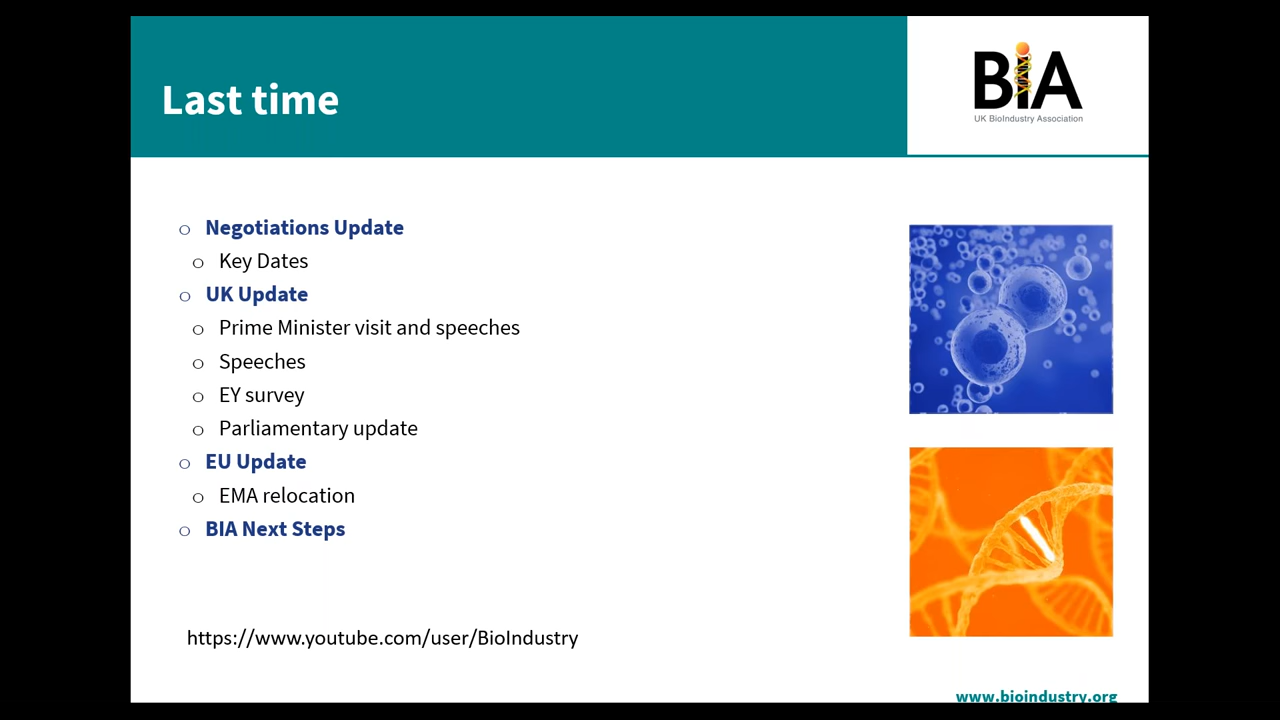 Last time
BiA
UK BioIndustry Association
Negotiations Update
Key Dates
UK Update
Prime Minister visit and speeches
Speeches
EY survey
Parliamentary update
EU Update
EMA relocation
BIA Next Steps
https://www.youtube.com/user/BioIndustry
www.bioindustry.org